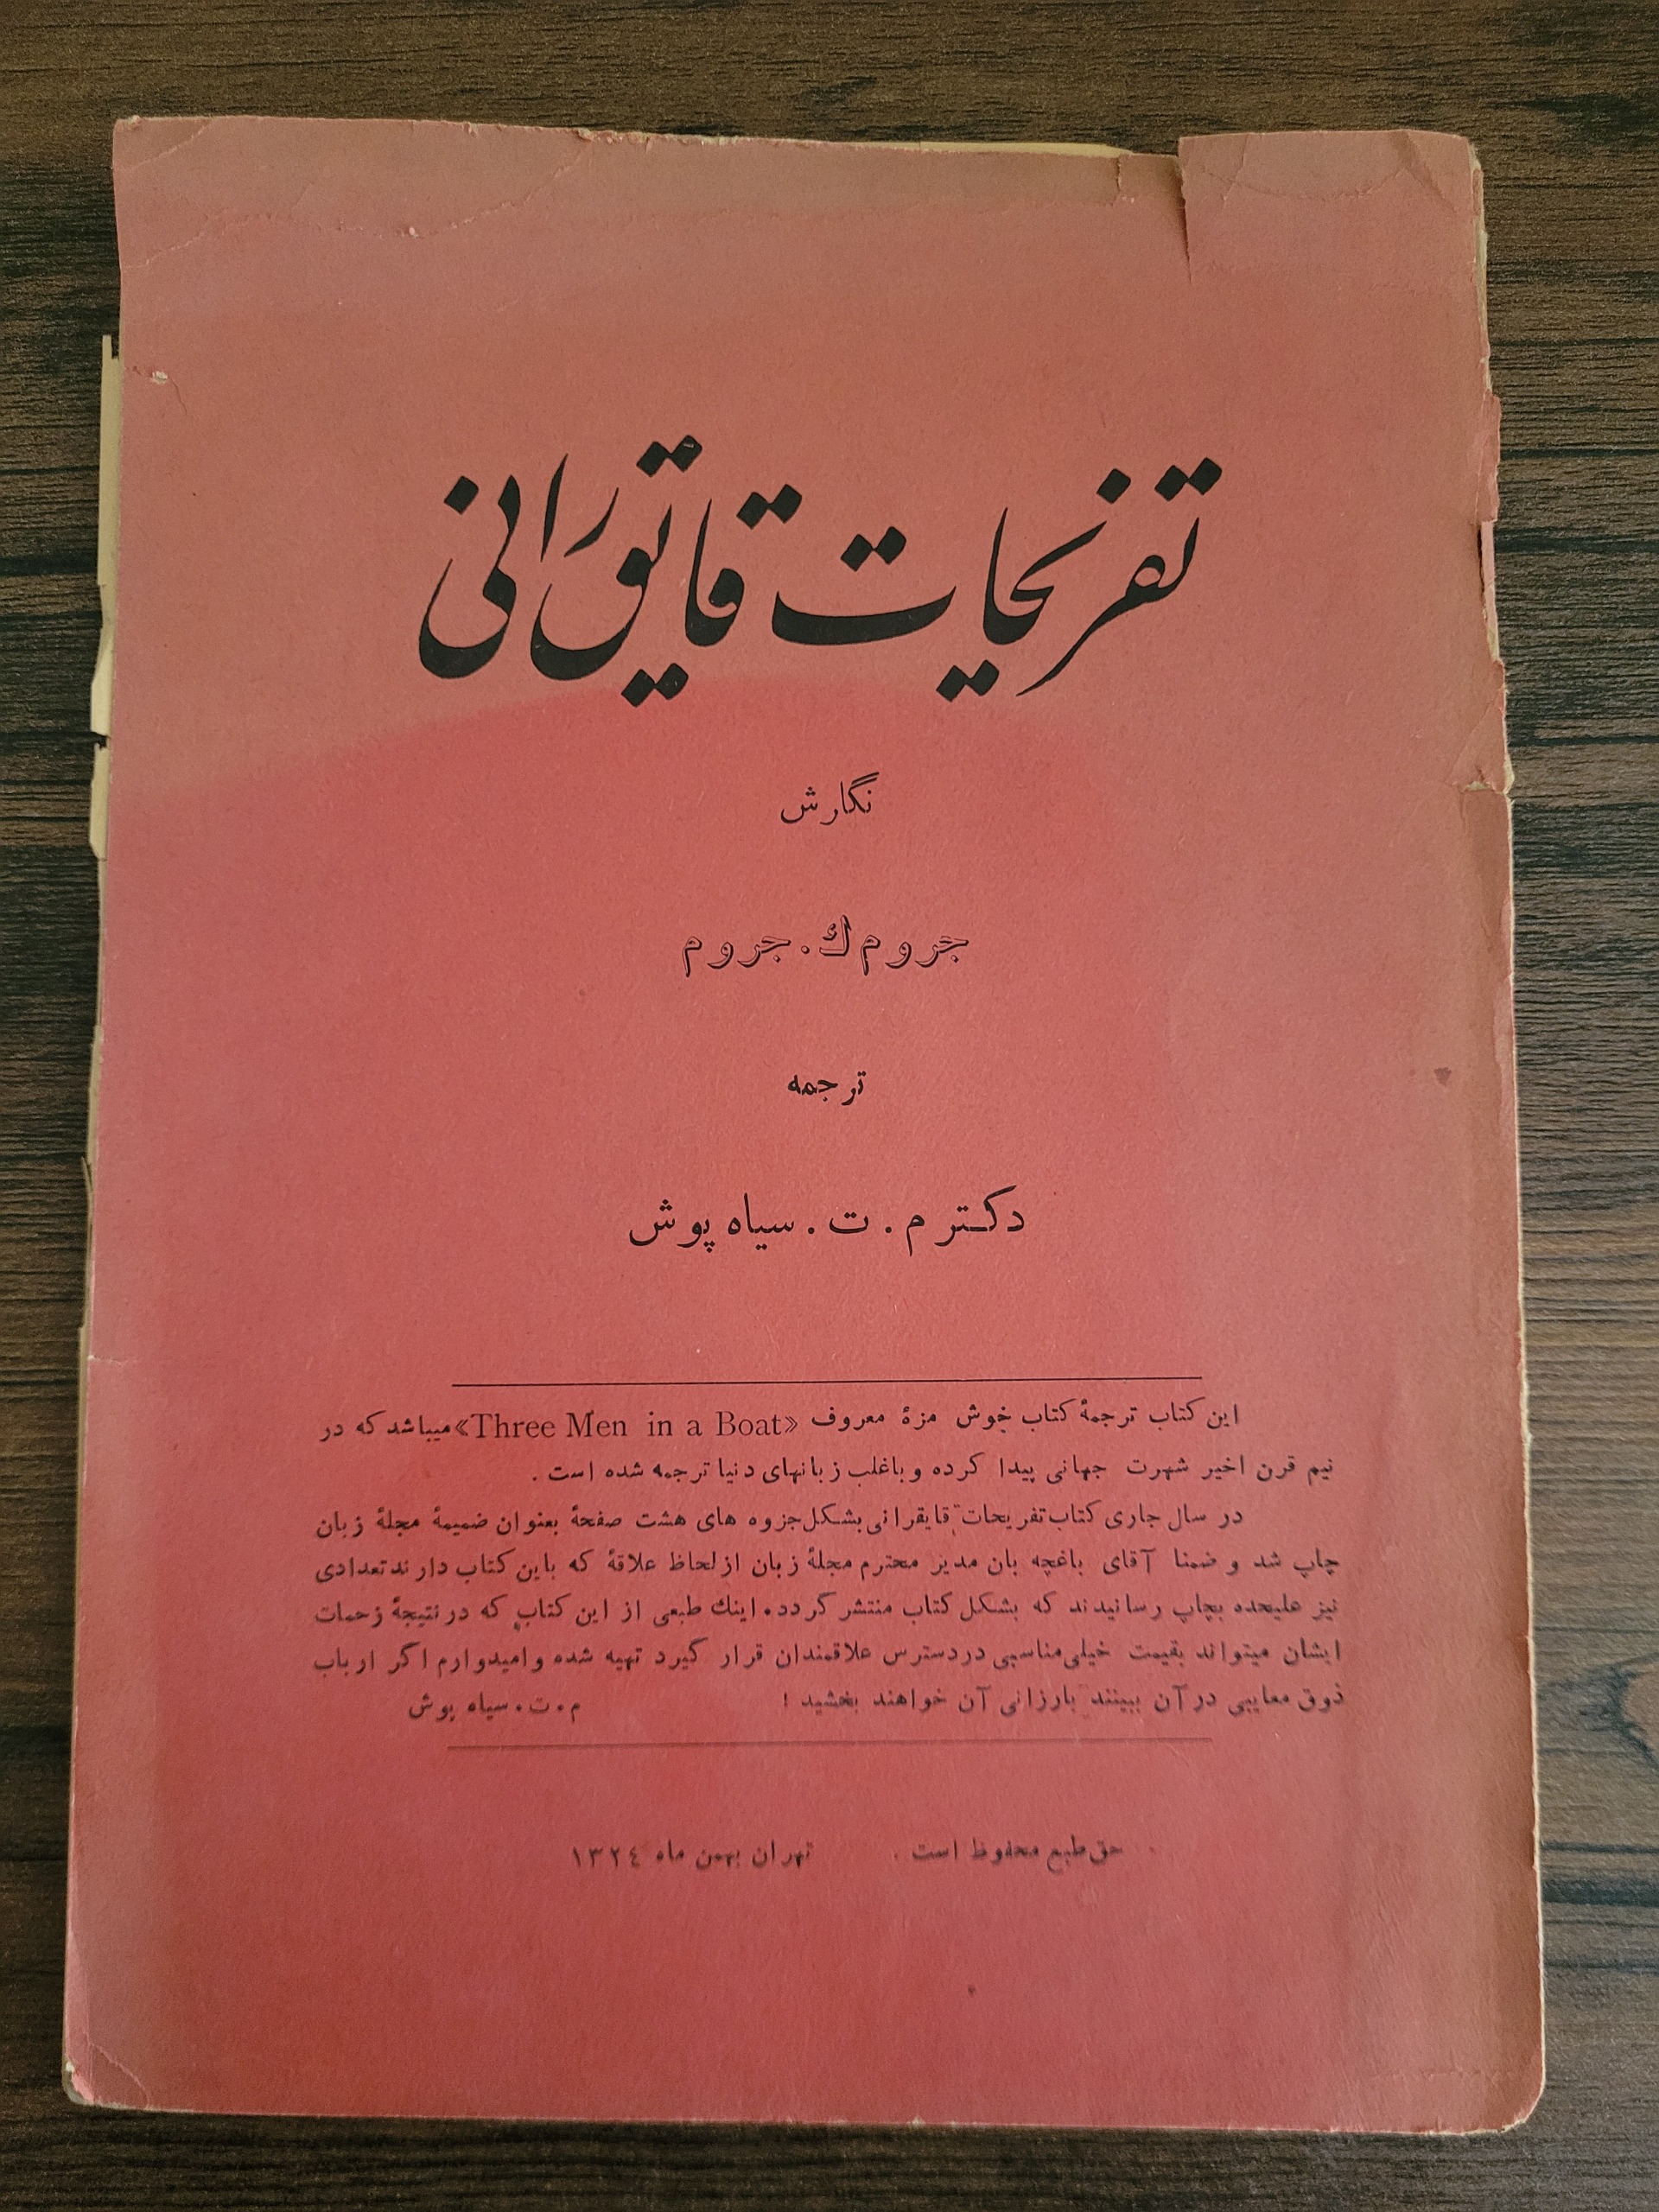 تفریحات قایقرانی
نگارش
جروم ك . جروم
ترجمه
دکتر م . ت . سیاه پوش
این کتاب ترجمهٔ کتاب خوش مزهٔ معروف «Three Men in a Boat» میباشد که در
نیم قرن اخیر شهرت جهانی پیدا کرده و باغلب زبانهای دنیا ترجمه شده است .
در سال جاری کتاب تفریحات قایقرانی بشکل جزوه های هشت صفحهٔ بعنوان ضمیمهٔ مجلهٔ زبان
چاپ شد و ضمنا آقای باغچه بان مدیر محترم مجلهٔ زبان از لحاظ علاقهٔ که باین کتاب دارند تعدادی
نیز علیحده بچاپ رسانیدند که بشکل کتاب منتشر گردد. اینك طبعی از این کتاب که در نتیجهٔ زحمات
ایشان میتواند بقیمت خیلی مناسبی در دسترس علاقمندان قرار گیرد تهیه شده و امیدوارم اگر ارباب
ذوق معایبی در آن ببینند بارزانی آن خواهند بخشید ! م . ت . سیاه پوش
حق طبع محفوظ است . تهران بهمن ماه ۱۳۲٤